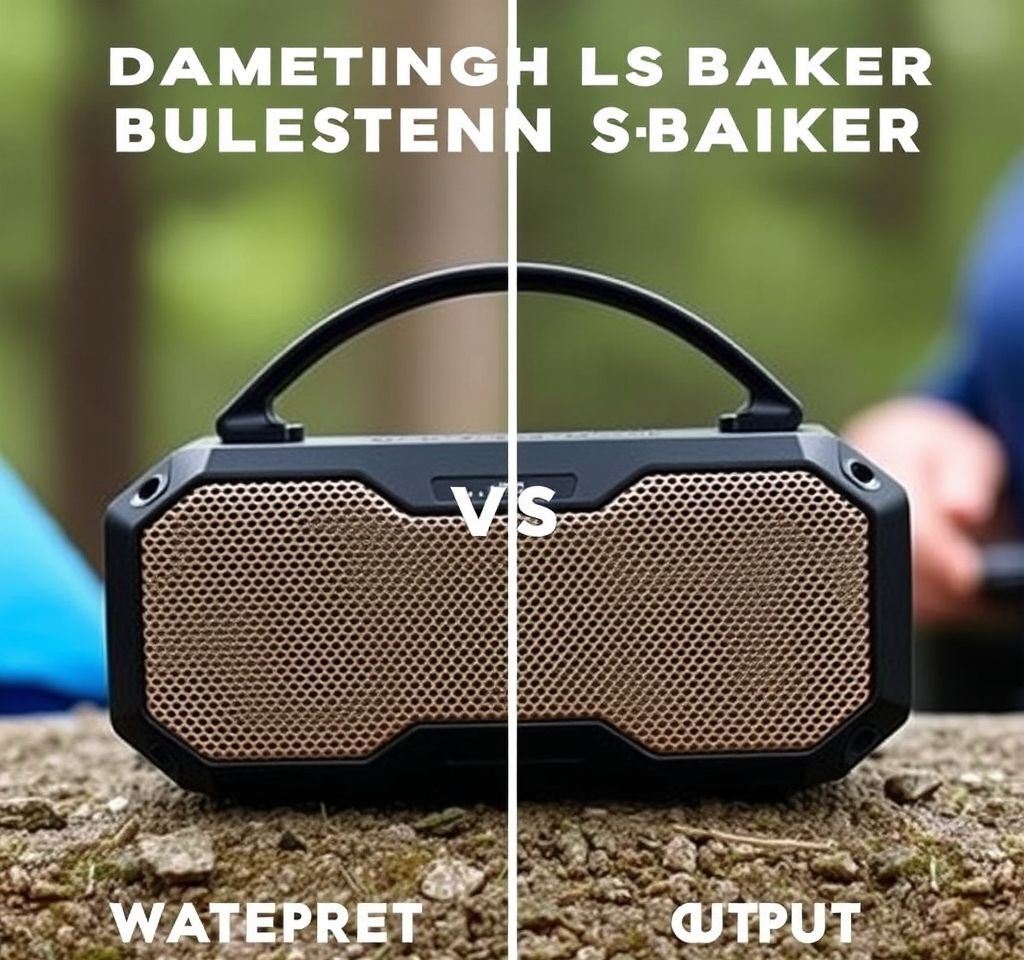 DAMETINGH LS BAKER
BULESTENN S-BAIKER
VS
WATEPRET
OUTPUT